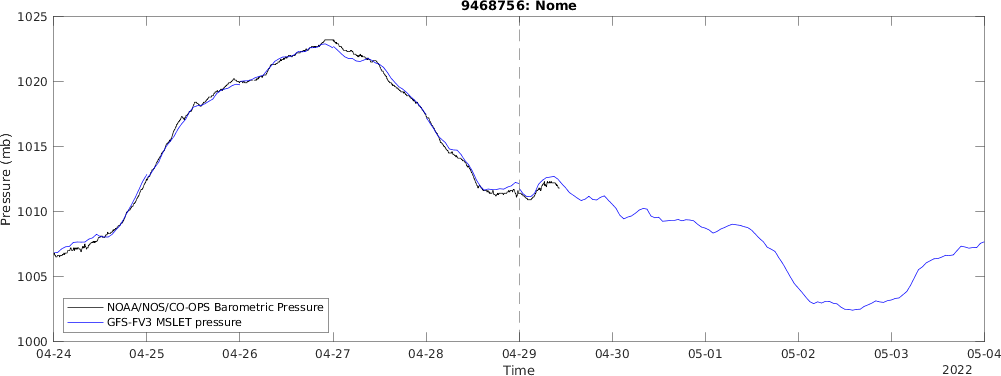 9468756: Nome
Pressure (mb)
1025
1020
1015
1010
1005
1000
NOAA/NOS/CO-OPS Barometric Pressure
GFS-FV3 MSLET pressure
04-24 04-25 04-26 04-27 04-28 04-29 04-30 05-01 05-02 05-03 05-04
Time
2022